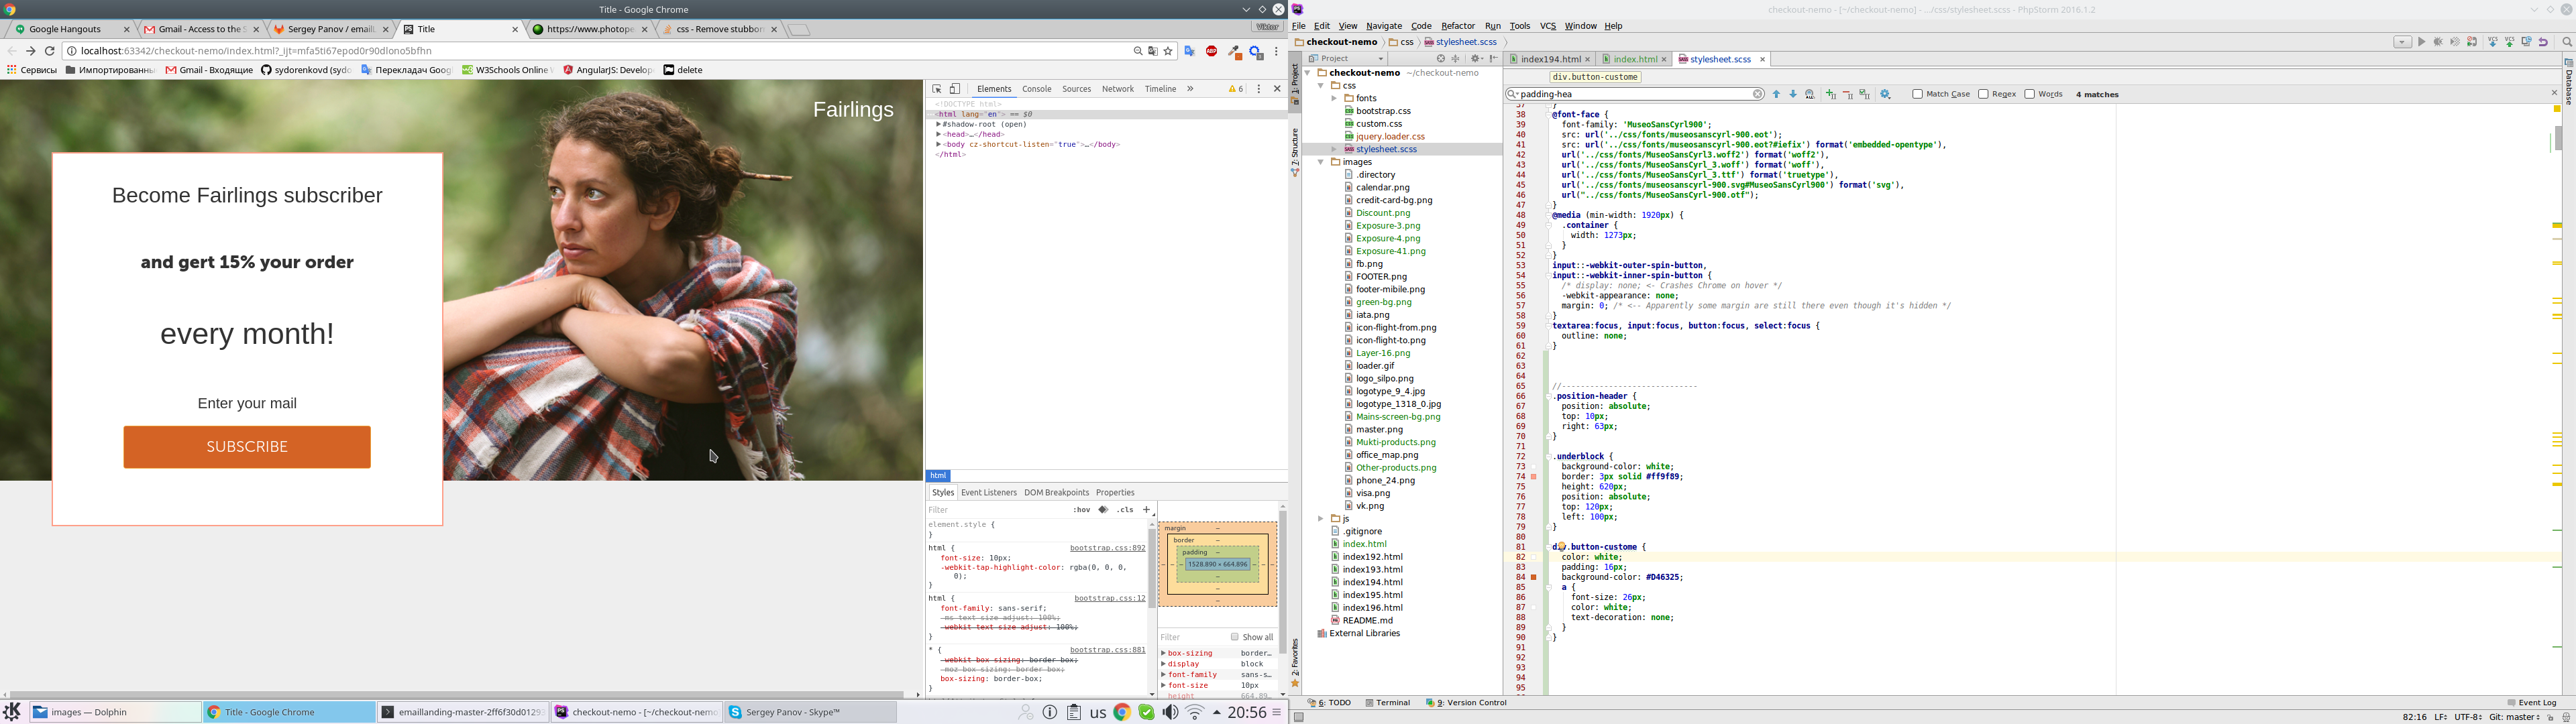 Title - Google Chrome
Google Hangouts
Gmail - Access to the S
Sergey Panov / emaill
Title
https://www.photope
css - Remove stubborn
Viktor
localhost:63342/checkout-nemo/index.html?_ijt=mfa5ti67epod0r90dlono5bfhn
Сервисы
Импортированны
Gmail - Входящие
sydorenkovd (sydo
Перекладач Goog
W3Schools Online
AngularJS: Develop
delete
Fairlings
Become Fairlings subscriber
and gert 15% your order
every month!
Enter your mail
SUBSCRIBE
Elements
Console
Sources
Network
Timeline
6
<!DOCTYPE html>
<html lang="en"> == $0
#shadow-root (open)
<head>…</head>
<body cz-shortcut-listen="true">…</body>
</html>
html
Styles
Event Listeners
DOM Breakpoints
Properties
Filter
:hov
.cls
element.style {
}
html { bootstrap.css:892
font-size: 10px;
-webkit-tap-highlight-color: rgba(0, 0, 0,
0);
}
html { bootstrap.css:12
font-family: sans-serif;
-ms-text-size-adjust: 100%;
-webkit-text-size-adjust: 100%;
}
* { bootstrap.css:881
-webkit-box-sizing: border-box;
-moz-box-sizing: border-box;
box-sizing: border-box;
}
margin
border
padding
1528.890 × 664.896
Filter
Show all
box-sizing border…
display block
font-family sans-s…
font-size 10px
height 664.89…
images — Dolphin
Title - Google Chrome
emaillanding-master-2ff6f30d0129
checkout-nemo - [~/checkout-nemo
Sergey Panov - Skype™
us
20:56
checkout-nemo - [~/checkout-nemo] - .../css/stylesheet.scss - PhpStorm 2016.1.2
File Edit View Navigate Code Refactor Run Tools VCS Window Help
checkout-nemo
css
stylesheet.scss
Project
index194.html
index.html
stylesheet.scss
div.button-custome
padding-hea
Match Case
Regex
Words
4 matches
1: Project
7: Structure
2: Favorites
Database
checkout-nemo ~/checkout-nemo
css
fonts
bootstrap.css
custom.css
jquery.loader.css
stylesheet.scss
images
.directory
calendar.png
credit-card-bg.png
Discount.png
Exposure-3.png
Exposure-4.png
Exposure-41.png
fb.png
FOOTER.png
footer-mibile.png
green-bg.png
iata.png
icon-flight-from.png
icon-flight-to.png
Layer-16.png
loader.gif
logo_silpo.png
logotype_9_4.jpg
logotype_1318_0.jpg
Mains-screen-bg.png
master.png
Mukti-products.png
office_map.png
Other-products.png
phone_24.png
visa.png
vk.png
js
.gitignore
index.html
index192.html
index193.html
index194.html
index195.html
index196.html
README.md
External Libraries
37 }
38 @font-face {
39 font-family: 'MuseoSansCyrl900';
40 src: url('../css/fonts/museosanscyrl-900.eot');
41 src: url('../css/fonts/museosanscyrl-900.eot?#iefix') format('embedded-opentype'),
42 url('../css/fonts/MuseoSansCyrl3.woff2') format('woff2'),
43 url('../css/fonts/MuseoSansCyrl_3.woff') format('woff'),
44 url('../css/fonts/MuseoSansCyrl_3.ttf') format('truetype'),
45 url('../css/fonts/museosanscyrl-900.svg#MuseoSansCyrl900') format('svg'),
46 url("../css/fonts/MuseoSansCyrl-900.otf");
47 }
48 @media (min-width: 1920px) {
49 .container {
50 width: 1273px;
51 }
52 }
53 input::-webkit-outer-spin-button,
54 input::-webkit-inner-spin-button {
55 /* display: none; <- Crashes Chrome on hover */
56 -webkit-appearance: none;
57 margin: 0; /* <-- Apparently some margin are still there even though it's hidden */
58 }
59 textarea:focus, input:focus, button:focus, select:focus {
60 outline: none;
61 }
62
63
64
65 //----------------------------
66 .position-header {
67 position: absolute;
68 top: 10px;
69 right: 63px;
70 }
71
72 .underblock {
73 background-color: white;
74 border: 3px solid #ff9f89;
75 height: 620px;
76 position: absolute;
77 top: 120px;
78 left: 100px;
79 }
80
81 .button-custome {
82 color: white;
83 padding: 16px;
84 background-color: #D46325;
85 a {
86 font-size: 26px;
87 color: white;
88 text-decoration: none;
89 }
90 }
91
92
93
94
95
6: TODO
Terminal
9: Version Control
Event Log
82:16 LF÷ UTF-8÷ Git: master÷